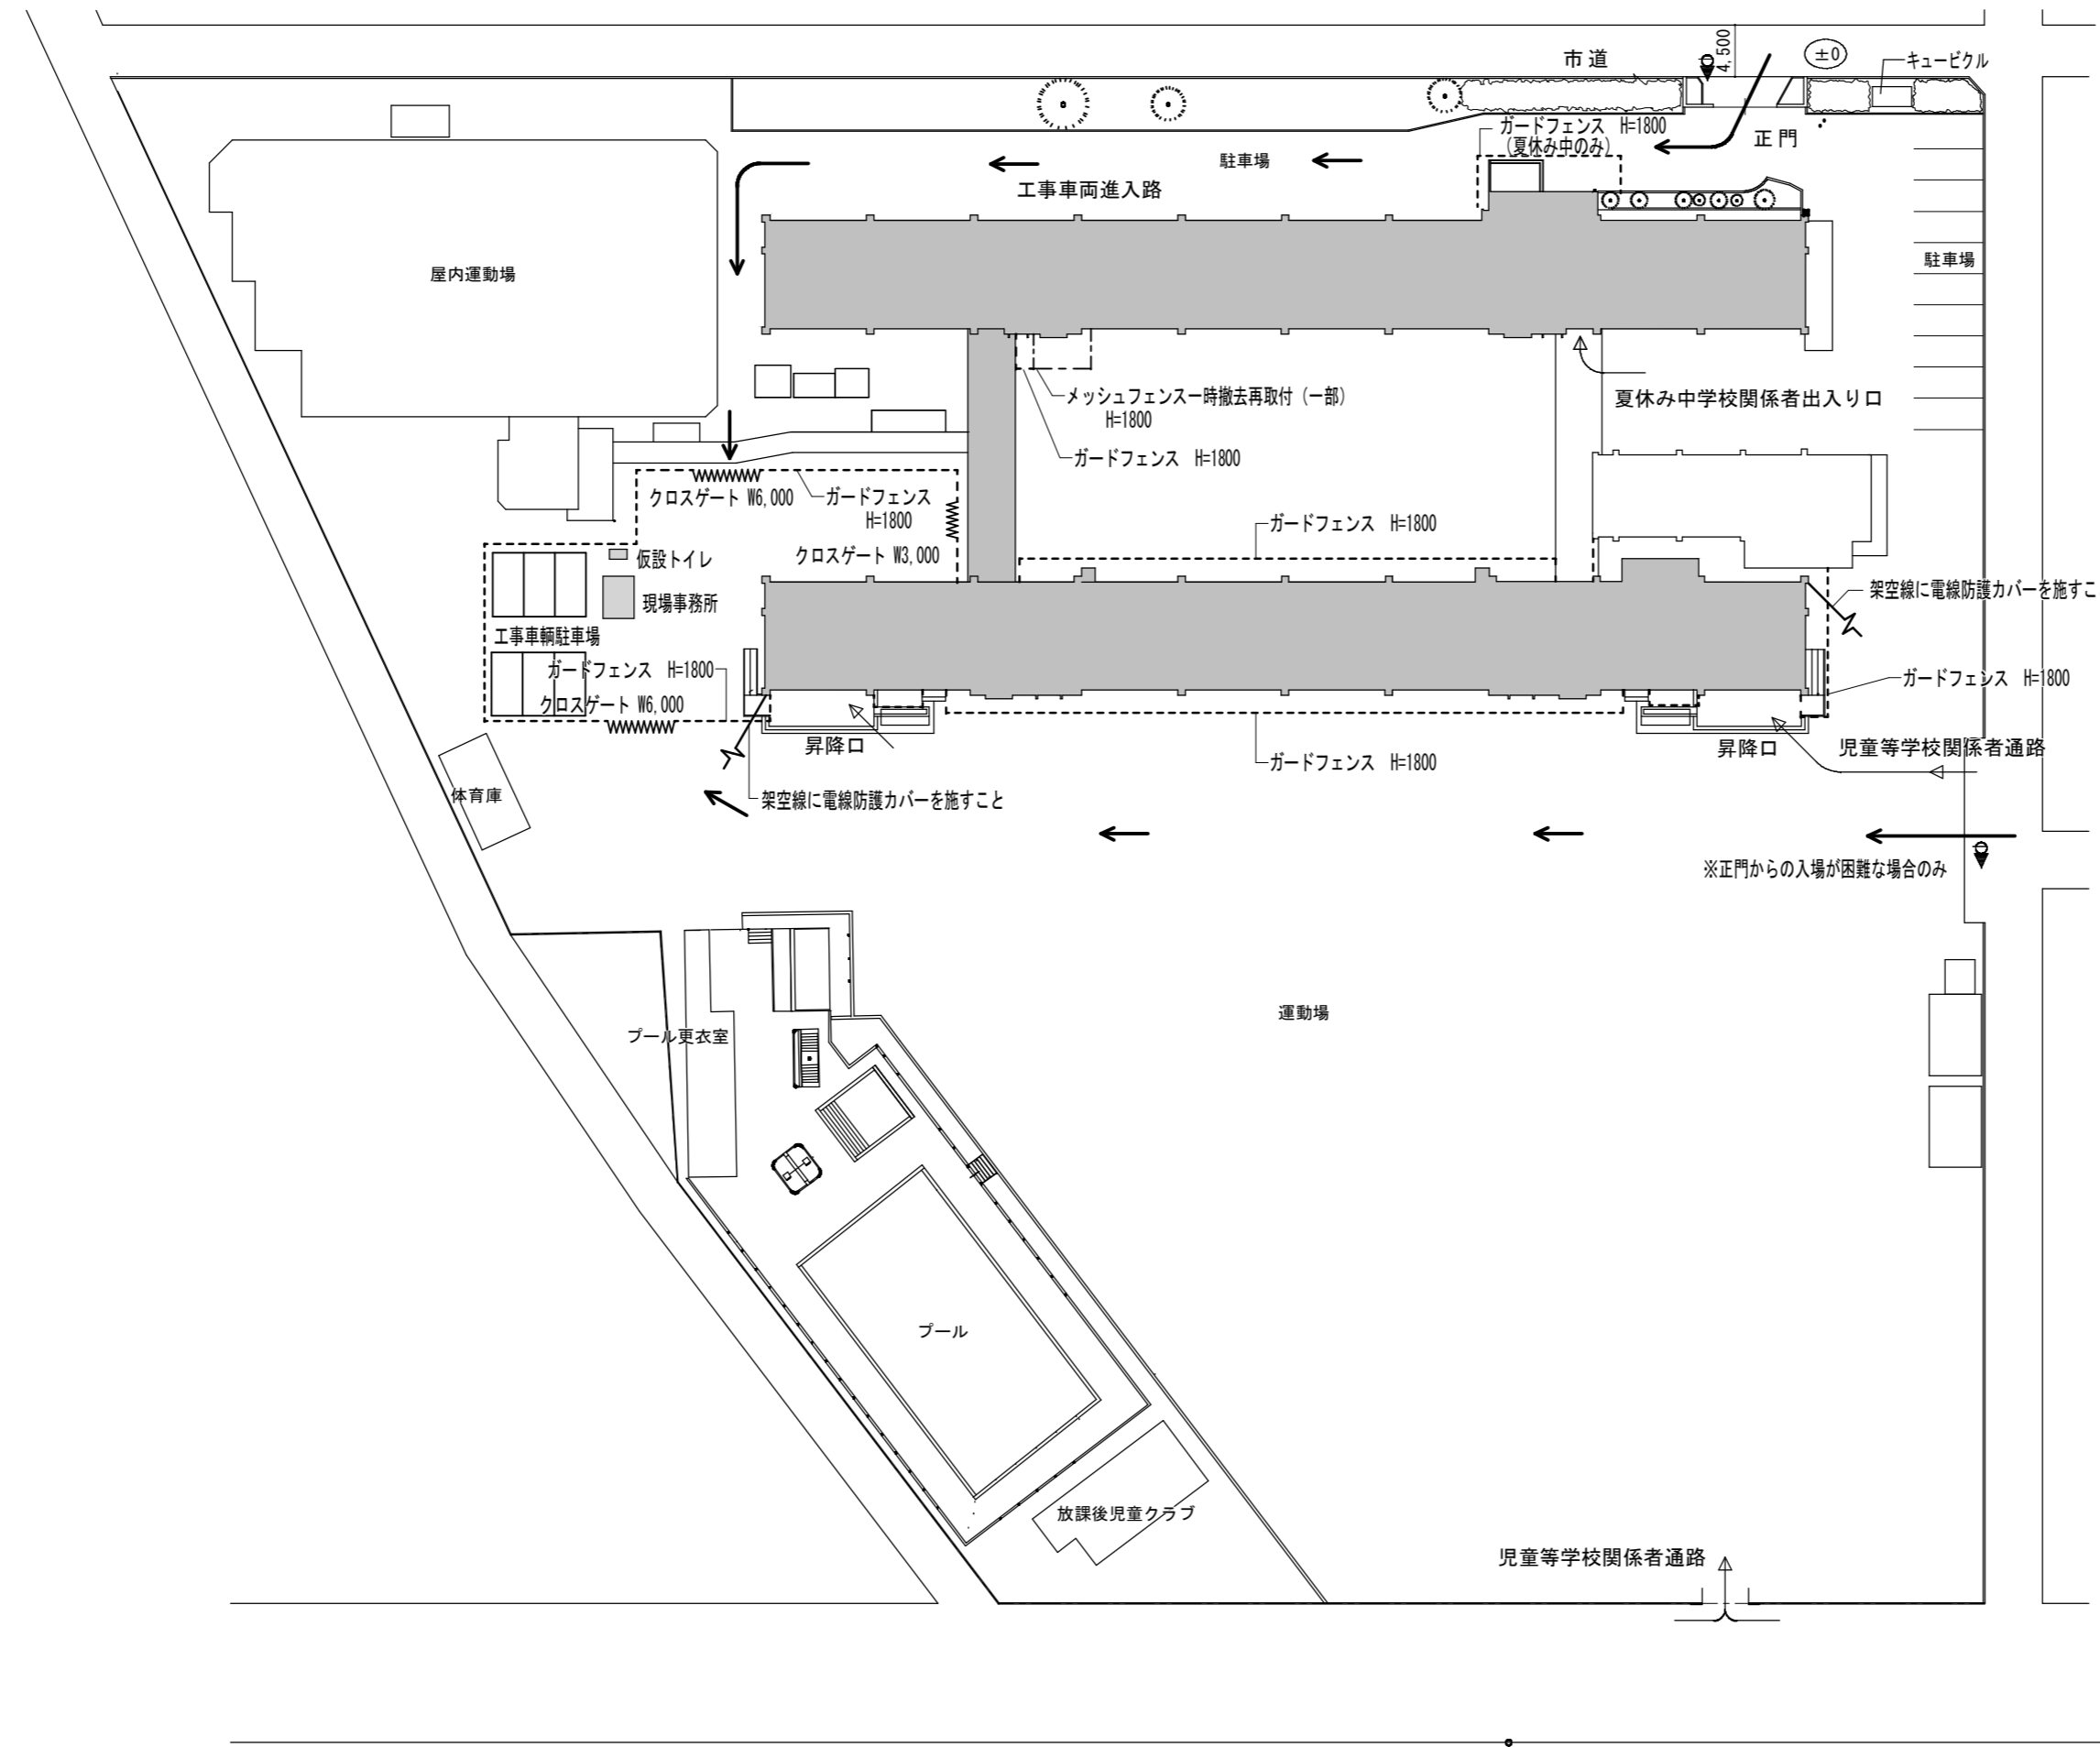 市道
4,500
±0
キュービクル
ガードフェンス H=1800
(夏休み中のみ)
正門
駐車場
工事車両進入路
屋内運動場
駐車場
メッシュフェンス一時撤去再取付（一部）
H=1800
夏休み中学校関係者出入り口
ガードフェンス H=1800
クロスゲート W6,000
ガードフェンス
H=1800
ガードフェンス H=1800
クロスゲート W3,000
仮設トイレ
現場事務所
架空線に電線防護カバーを施すこ
工事車輌駐車場
ガードフェンス H=1800
ガードフェンス H=1800
クロスゲート W6,000
昇降口
昇降口
児童等学校関係者通路
ガードフェンス H=1800
体育庫
架空線に電線防護カバーを施すこと
※正門からの入場が困難な場合のみ
運動場
プール更衣室
プール
放課後児童クラブ
児童等学校関係者通路